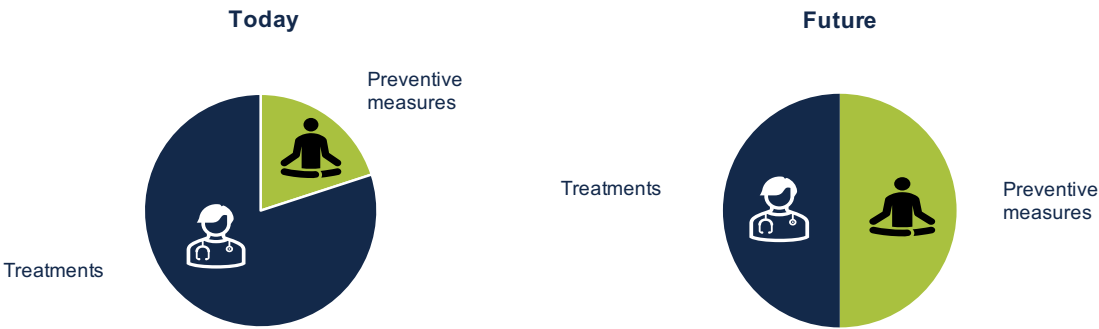 Today
Preventive
measures
Treatments
Future
Treatments
Preventive
measures